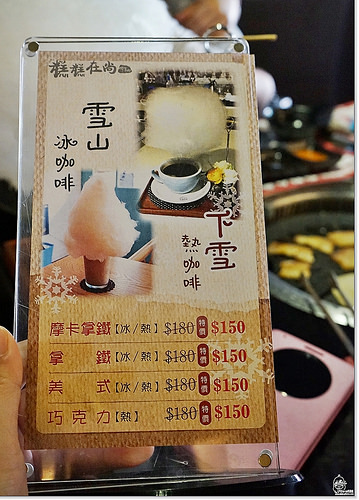 糕糕在尚
雪山
冰咖啡
下雪
熱咖啡
摩卡拿鐵【冰/熱】$180 特價 $150
拿鐵【冰/熱】$180 特價 $150
美式【冰/熱】$180 特價 $150
巧克力【熱】$180 特價 $150